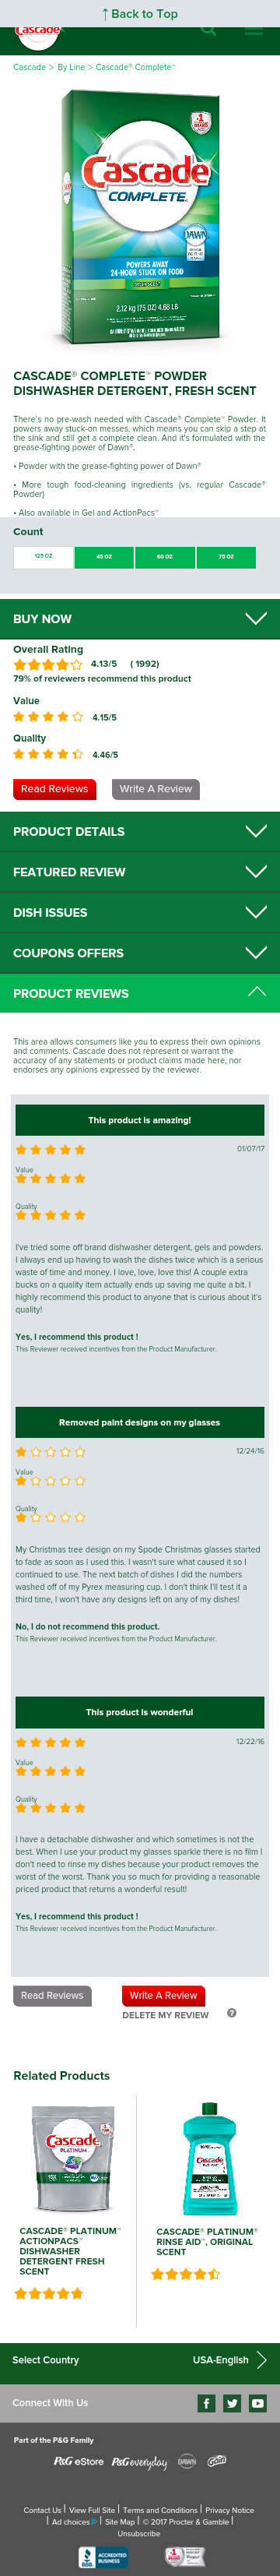 ↑ Back to Top
Cascade
Cascade > By Line > Cascade® Complete™
Cascade
COMPLETE
DAWN
POWERS AWAY
24-HOUR STUCK ON FOOD
FRESH SCENT
2.12 kg (75 OZ) 4.68 LB
CASCADE® COMPLETE™ POWDER
DISHWASHER DETERGENT, FRESH SCENT
There's no pre-wash needed with Cascade® Complete™ Powder. It
powers away stuck-on messes, which means you can skip a step at
the sink and still get a complete clean. And it's formulated with the
grease-fighting power of Dawn®.
• Powder with the grease-fighting power of Dawn®
• More tough food-cleaning ingredients (vs. regular Cascade®
Powder)
• Also available in Gel and ActionPacs™
Count
125 OZ
45 OZ
60 OZ
75 OZ
BUY NOW
Overall Rating
4.13/5 ( 1992)
79% of reviewers recommend this product
Value
4.15/5
Quality
4.46/5
Read Reviews
Write A Review
PRODUCT DETAILS
FEATURED REVIEW
DISH ISSUES
COUPONS OFFERS
PRODUCT REVIEWS
This area allows consumers like you to express their own opinions
and comments. Cascade does not represent or warrant the
accuracy of any statements or product claims made here, nor
endorses any opinions expressed by the reviewer.
This product is amazing!
01/07/17
Value
Quality
I've tried some off brand dishwasher detergent, gels and powders.
I always end up having to wash the dishes twice which is a serious
waste of time and money. I love, love, love this! A couple extra
bucks on a quality item actually ends up saving me quite a bit. I
highly recommend this product to anyone that is curious about it's
quality!
Yes, I recommend this product !
This Reviewer received incentives from the Product Manufacturer.
Removed paint designs on my glasses
12/24/16
Value
Quality
My Christmas tree design on my Spode Christmas glasses started
to fade as soon as I used this. I wasn't sure what caused it so I
continued to use. The next batch of dishes I did the numbers
washed off of my Pyrex measuring cup. I don't think I'll test it a
third time, I won't have any designs left on any of my dishes!
No, I do not recommend this product.
This Reviewer received incentives from the Product Manufacturer.
This product is wonderful
12/22/16
Value
Quality
I have a detachable dishwasher and which sometimes is not the
best. When I use your product my glasses sparkle there is no film I
don't need to rinse my dishes because your product removes the
worst of the worst. Thank you so much for providing a reasonable
priced product that returns a wonderful result!
Yes, I recommend this product !
This Reviewer received incentives from the Product Manufacturer.
Read Reviews
Write A Review
DELETE MY REVIEW ?
Related Products
Cascade
PLATINUM
Cascade
CASCADE® PLATINUM™
ACTIONPACS™
DISHWASHER
DETERGENT FRESH
SCENT
CASCADE® PLATINUM®
RINSE AID™, ORIGINAL
SCENT
Select Country
USA-English
Connect With Us
Part of the P&G Family
P&G eStore
P&G everyday
DAWN
Gain
Contact Us | View Full Site | Terms and Conditions | Privacy Notice
| Ad choices | Site Map | © 2017 Procter & Gamble |
Unsubscribe
BBB
ACCREDITED
BUSINESS